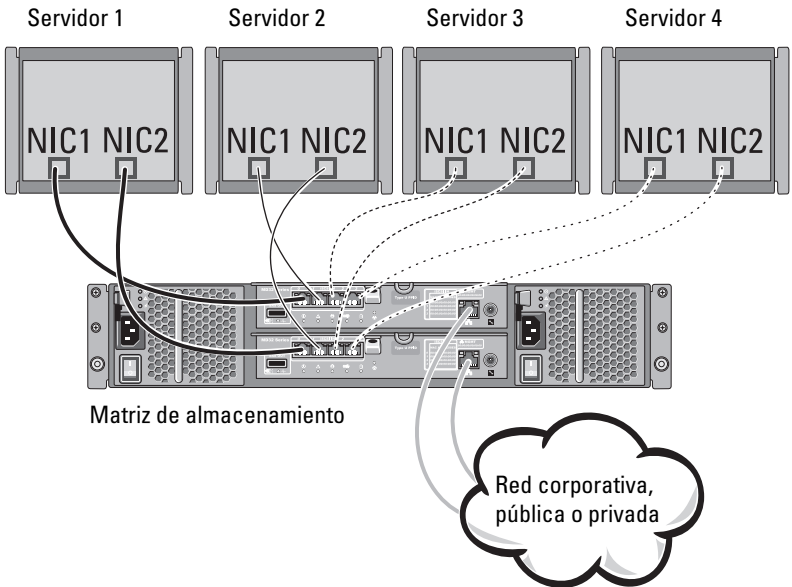 Servidor 1
Servidor 2
Servidor 3
Servidor 4
NIC1 NIC2
NIC1 NIC2
NIC1 NIC2
NIC1 NIC2
Matriz de almacenamiento
Red corporativa,
pública o privada